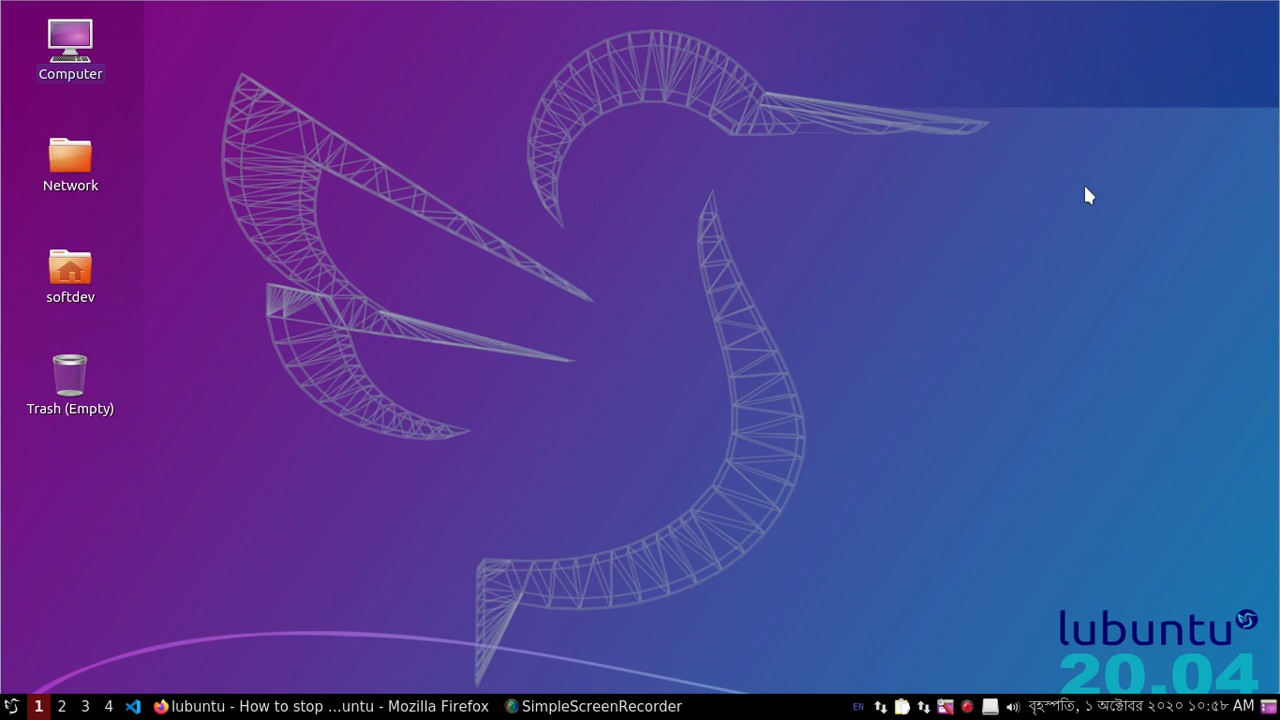 Computer
Network
softdev
Trash (Empty)
lubuntu
20.04
1 2 3 4 lubuntu - How to stop ...untu - Mozilla Firefox SimpleScreenRecorder EN বৃহস্পতি, ১ অক্টোবর ২০২০ ১০:৫৮ AM